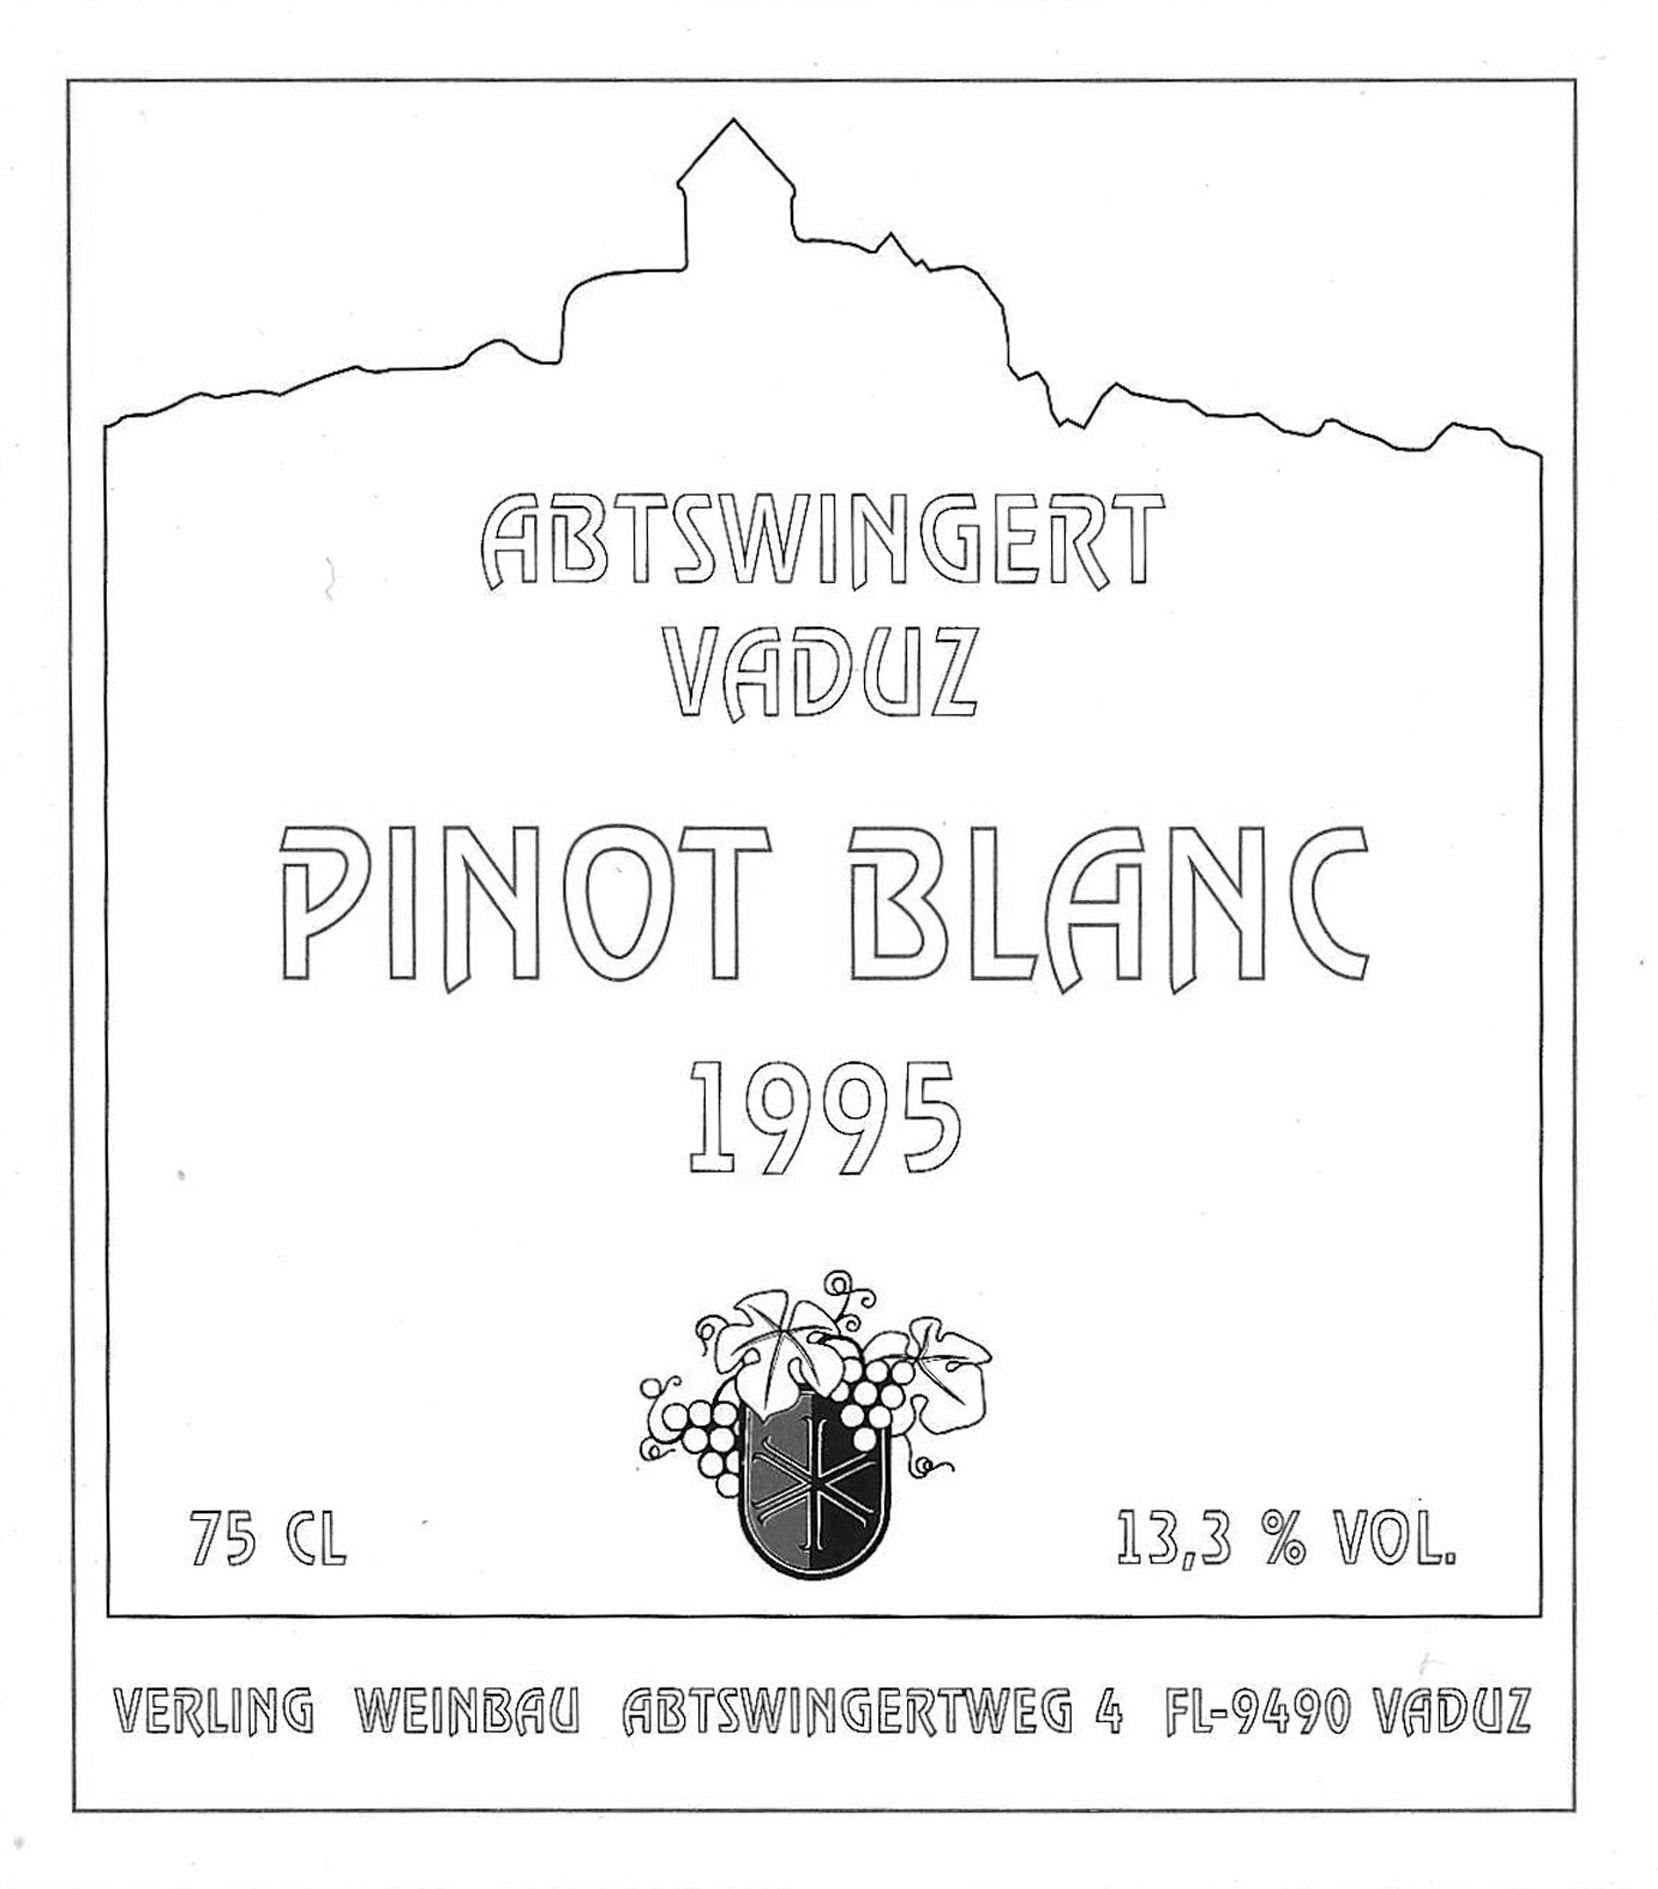 ABTSWINGERT
VADUZ
PINOT BLANC
1995
75 CL
13,3 % VOL.
VERLING WEINBAU ABTSWINGERTWEG 4 FL-9490 VADUZ